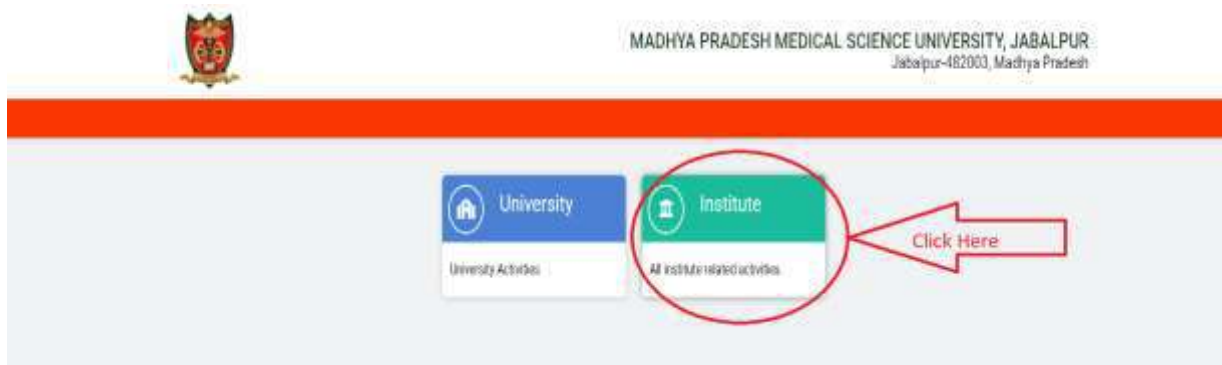 MADHYA PRADESH MEDICAL SCIENCE UNIVERSITY, JABALPUR
Jabalpur-482003, Madhya Pradesh
University
Institute
Click Here
University Activities
All institute related activities.